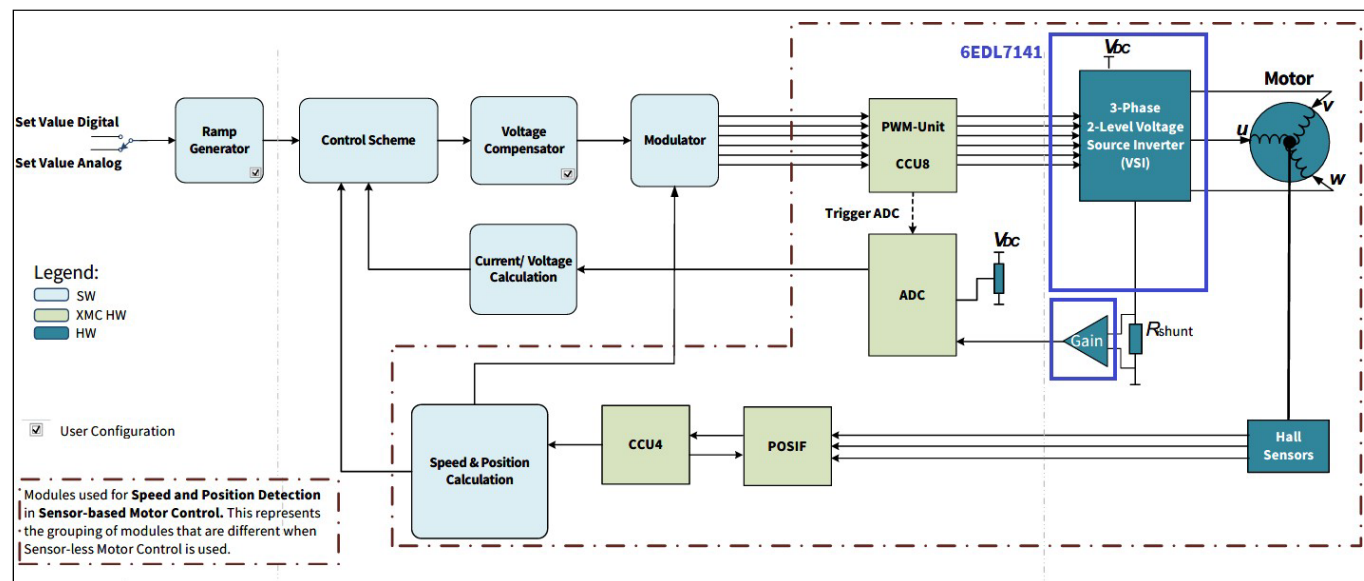 6EDL7141
VDC
Motor
Set Value Digital
Set Value Analog
Ramp
Generator
Control Scheme
Voltage
Compensator
Modulator
PWM-Unit
CCU8
3-Phase
2-Level Voltage
Source Inverter
(VSI)
u
v
w
Trigger ADC
Current/ Voltage
Calculation
ADC
VDC
Gain
Rshunt
Legend:
SW
XMC HW
HW
User Configuration
Speed & Position
Calculation
CCU4
POSIF
Hall
Sensors
Modules used for Speed and Position Detection
in Sensor-based Motor Control. This represents
the grouping of modules that are different when
Sensor-less Motor Control is used.